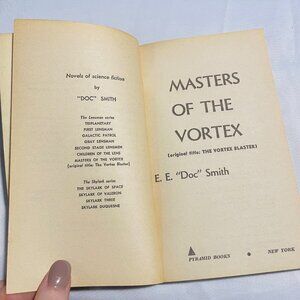 Novels of science fiction
by
"DOC" SMITH
The Lensman series
TRIPLANETARY
FIRST LENSMAN
GALACTIC PATROL
GRAY LENSMAN
SECOND STAGE LENSMEN
CHILDREN OF THE LENS
MASTERS OF THE VORTEX
(original title: The Vortex Blaster)
The Skylark series
THE SKYLARK OF SPACE
SKYLARK OF VALERON
SKYLARK THREE
SKYLARK DUQUESNE
MASTERS
OF THE
VORTEX
(original title: THE VORTEX BLASTER)
E. E. "Doc" Smith
PYRAMID BOOKS • NEW YORK